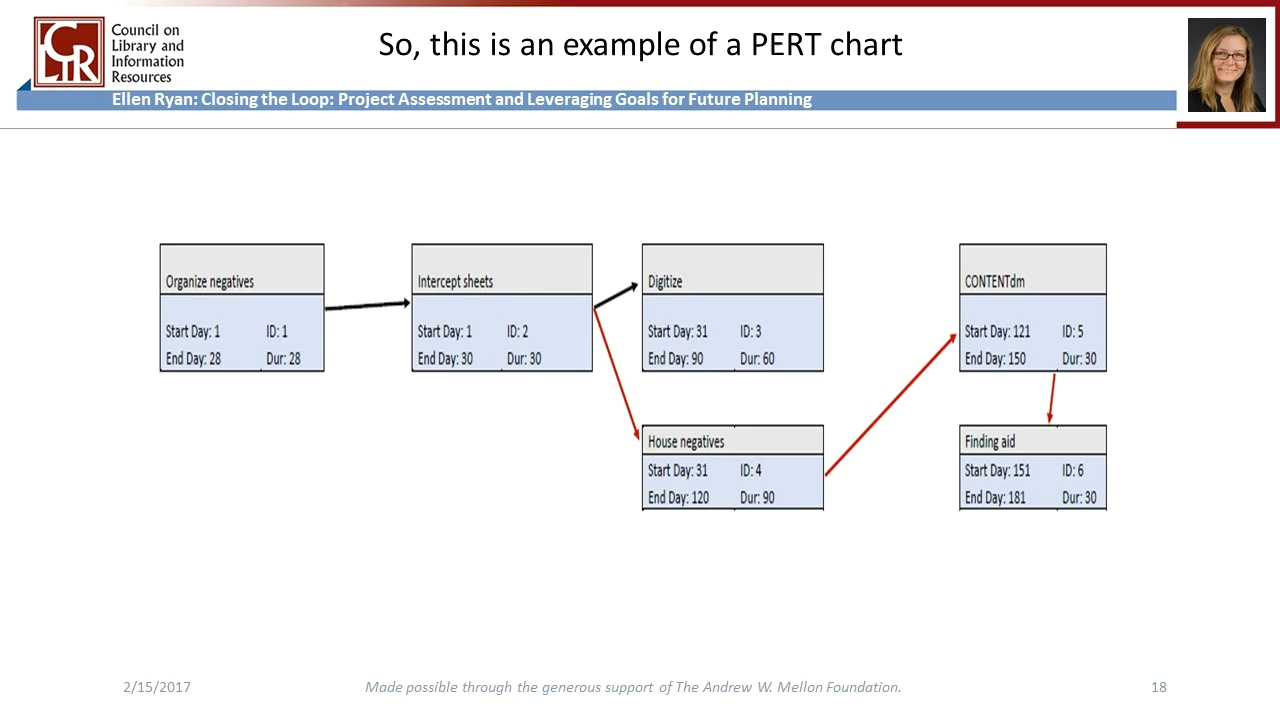 CLIR
Council on
Library and
Information
Resources
So, this is an example of a PERT chart
Ellen Ryan: Closing the Loop: Project Assessment and Leveraging Goals for Future Planning
Organize negatives
Start Day: 1 ID: 1
End Day: 28 Dur: 28
Intercept sheets
Start Day: 1 ID: 2
End Day: 30 Dur: 30
Digitize
Start Day: 31 ID: 3
End Day: 90 Dur: 60
CONTENTdm
Start Day: 121 ID: 5
End Day: 150 Dur: 30
House negatives
Start Day: 31 ID: 4
End Day: 120 Dur: 90
Finding aid
Start Day: 151 ID: 6
End Day: 181 Dur: 30
2/15/2017
Made possible through the generous support of The Andrew W. Mellon Foundation.
18